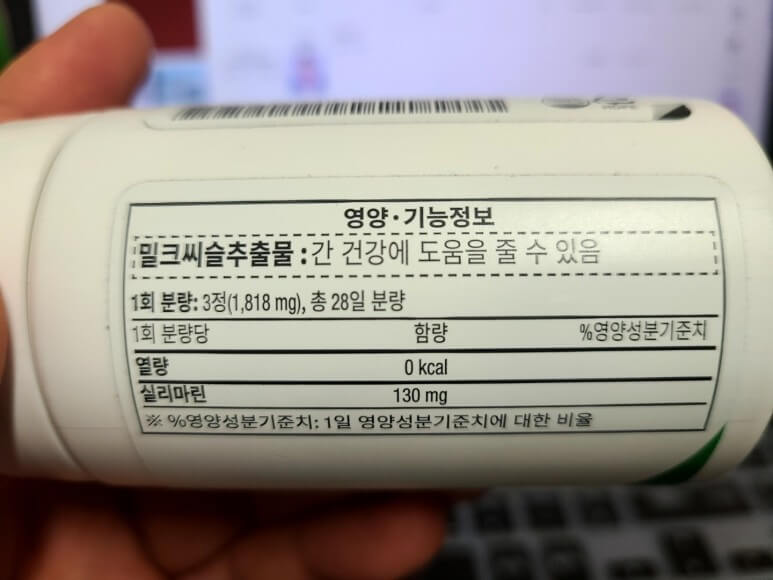 영양·기능정보
밀크씨슬추출물 : 간 건강에 도움을 줄 수 있음
1회 분량: 3정(1,818 mg), 총 28일 분량
1회 분량당 함량 %영양성분기준치
열량 0 kcal
실리마린 130 mg
※ %영양성분기준치: 1일 영양성분기준치에 대한 비율